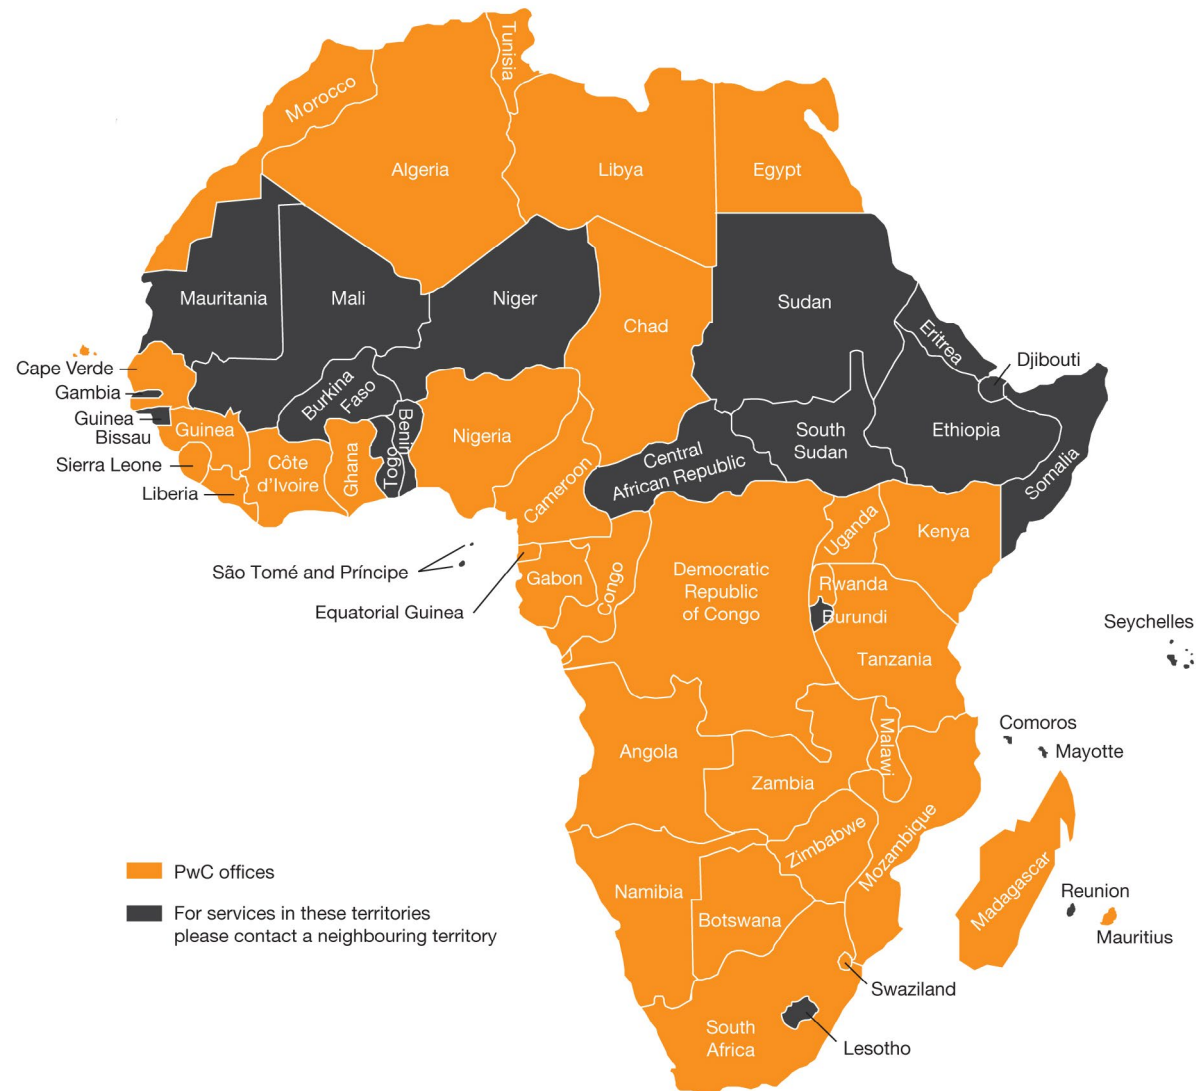 Tunisia
Morocco
Algeria
Libya
Egypt
Mauritania
Mali
Niger
Chad
Sudan
Eritrea
Djibouti
Cape Verde
Gambia
Guinea
Bissau
Guinea
Sierra Leone
Liberia
Côte
d'Ivoire
Burkina
Faso
Ghana
Togo
Benin
Nigeria
Cameroon
Central
African Republic
South
Sudan
Ethiopia
Somalia
São Tomé and Príncipe
Equatorial Guinea
Gabon
Congo
Democratic
Republic
of Congo
Uganda
Kenya
Rwanda
Burundi
Tanzania
Seychelles
Comoros
Mayotte
Angola
Zambia
Malawi
Mozambique
Zimbabwe
Madagascar
Reunion
Mauritius
Namibia
Botswana
Swaziland
South
Africa
Lesotho
PwC offices
For services in these territories
please contact a neighbouring territory